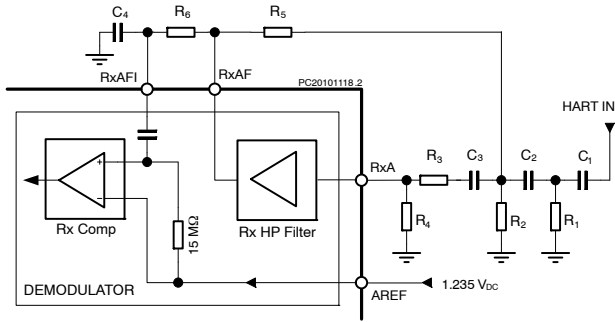 C4
R6
R5
RxAFI
RxAF
PC20101118.2
HART IN
RxA
R3
C3
C2
C1
+
−
Rx Comp
15 MΩ
Rx HP Filter
R4
R2
R1
DEMODULATOR
AREF
1.235 VDC